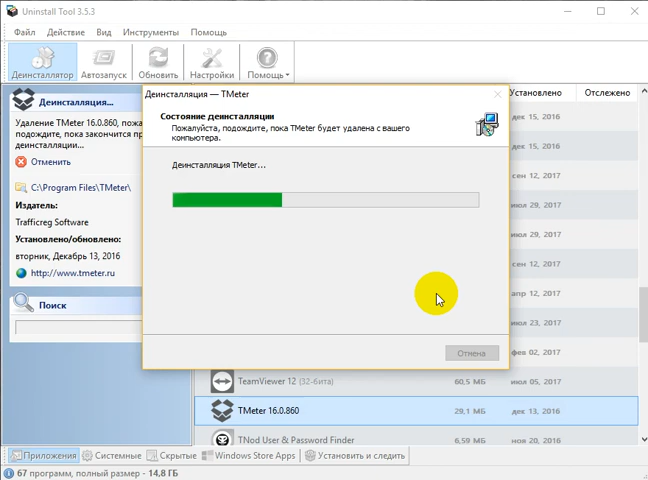 Uninstall Tool 3.5.3
Файл Действие Вид Инструменты Помощь
Деинсталлятор Автозапуск Обновить Настройки Помощь
Установлено Отслежено
Деинсталляция...
Удаление TMeter 16.0.860, пожа
подождите, пока закончится пр
деинсталляции...
Отменить
C:\Program Files\TMeter\
Издатель:
Trafficreg Software
Установлено/обновлено:
вторник, Декабрь 13, 2016
http://www.tmeter.ru
Поиск
Деинсталляция — TMeter
Состояние деинсталляции
Пожалуйста, подождите, пока TMeter будет удалена с вашего
компьютера.
Деинсталляция TMeter...
Отмена
дек 15, 2016
дек 15, 2016
сен 12, 2017
июл 29, 2017
июл 29, 2017
сен 12, 2017
апр 12, 2017
июл 23, 2017
фев 02, 2017
TeamViewer 12 (32-бита) 60,5 МБ июл 05, 2017
TMeter 16.0.860 29,1 МБ дек 13, 2016
TNod User & Password Finder 6,59 МБ ноя 20, 2016
Приложения Системные Скрытые Windows Store Apps Установить и следить
67 программ, полный размер - 14,8 ГБ